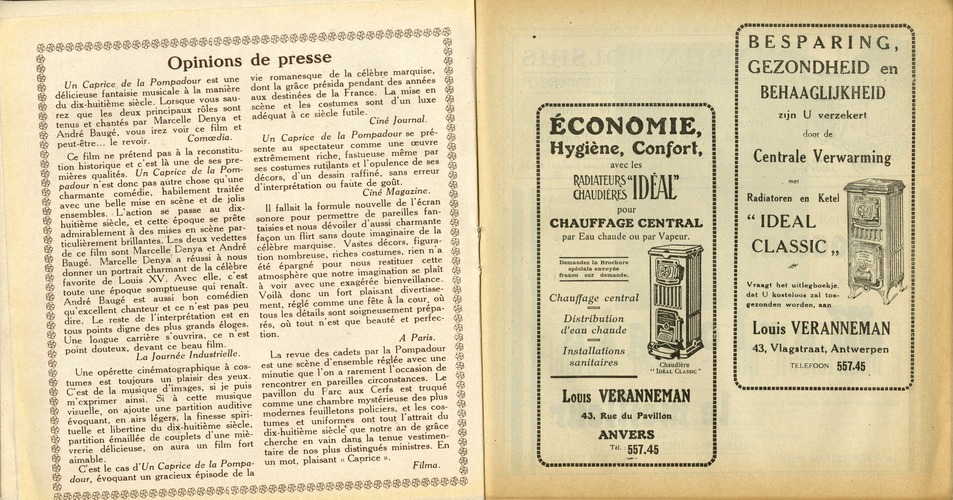 Opinions de presse
Un Caprice de la Pompadour est une
délicieuse fantaisie musicale à la manière
du dix-huitième siècle. Lorsque vous sau-
rez que les deux principaux rôles sont
tenus et chantés par Marcelle Denya et
André Baugé, vous irez voir ce film et
peut-être... le revoir. Comœdia.
Ce film ne prétend pas à la reconstitu-
tion historique et c'est là une de ses pre-
mières qualités. Un Caprice de la Pom-
padour n'est donc pas autre chose qu'une
charmante comédie, habilement traitée
avec une belle mise en scène et de jolis
ensembles. L'action se passe au dix-
huitième siècle, et cette époque se prête
admirablement à des mises en scène par-
ticulièrement brillantes. Les deux vedettes
de ce film sont Marcelle Denya et André
Baugé. Marcelle Denya a réussi à nous
donner un portrait charmant de la célèbre
favorite de Louis XV. Avec elle, c'est
toute une époque somptueuse qui renaît.
André Baugé est aussi bon comédien
qu'excellent chanteur et ce n'est pas peu
dire. Le reste de l'interprétation est en
tous points digne des plus grands éloges.
Une longue carrière s'ouvrira, ce n'est
point douteux, devant ce beau film.
La Journée Industrielle.
Une opérette cinématographique à cos-
tumes est toujours un plaisir des yeux.
C'est de la musique d'images, si je puis
m'exprimer ainsi. Si à cette musique
visuelle, on ajoute une partition auditive
évoquant, en airs légers, la finesse spiri-
tuelle et libertine du dix-huitième siècle,
partition émaillée de couplets d'une miè-
vrerie délicieuse, on aura un film fort
aimable.
C'est le cas d'Un Caprice de la Pompa-
dour, évoquant un gracieux épisode de la
vie romanesque de la célèbre marquise,
dont la grâce présida pendant des années
aux destinées de la France. La mise en
scène et les costumes sont d'un luxe
adéquat à ce siècle futile.
Ciné Journal.
Un Caprice de la Pompadour se pré-
sente au spectateur comme une œuvre
extrêmement riche, fastueuse même par
ses costumes rutilants et l'opulence de ses
décors, d'un dessin raffiné, sans erreur
d'interprétation ou faute de goût.
Ciné Magazine.
Il fallait la formule nouvelle de l'écran
sonore pour permettre de pareilles fan-
taisies et nous dévoiler d'aussi charmante
façon un flirt sans doute imaginaire de la
célèbre marquise. Vastes décors, figura-
tion nombreuse, riches costumes, rien n'a
été épargné pour nous restituer cette
atmosphère que notre imagination se plaît
à voir avec une exagérée bienveillance.
Voilà donc un fort plaisant divertisse-
ment, réglé comme une fête à la cour, où
tous les détails sont soigneusement prépa-
rés, où tout n'est que beauté et perfec-
tion.
A Paris.
La revue des cadets par la Pompadour
est une scène d'ensemble réglée avec une
minutie que l'on a rarement l'occasion de
rencontrer en pareilles circonstances. Le
pavillon du Parc aux Cerfs est truqué
comme une chambre mystérieuse des plus
modernes feuilletons policiers, et les cos-
tumes et uniformes ont tout l'attrait du
dix-huitième siècle que notre an de grâce
cherche en vain dans la tenue vestimen-
taire de nos plus distingués ministres. En
un mot, plaisant « Caprice ».
Filma.
ÉCONOMIE,
Hygiène, Confort,
avec les
RADIATEURS
CHAUDIÈRES "IDÉAL"
pour
CHAUFFAGE CENTRAL
par Eau chaude ou par Vapeur.
Demandez la Brochure
spéciale envoyée
franco sur demande.
Chauffage central
Distribution
d'eau chaude
Installations
sanitaires
Chaudière
"IDÉAL CLASSIC"
LOUIS VERANNEMAN
43, Rue du Pavillon
ANVERS
Tél. 557.45
BESPARING,
GEZONDHEID en
BEHAAGLIJKHEID
zijn U verzekert
door de
Centrale Verwarming
met
Radiatoren en Ketel
"IDEAL
CLASSIC„
Vraagt het uitlegboekje,
dat U kosteloos zal toe-
gezonden worden, aan
Louis VERANNEMAN
43, Vlagstraat, Antwerpen
TELEFOON 557.45